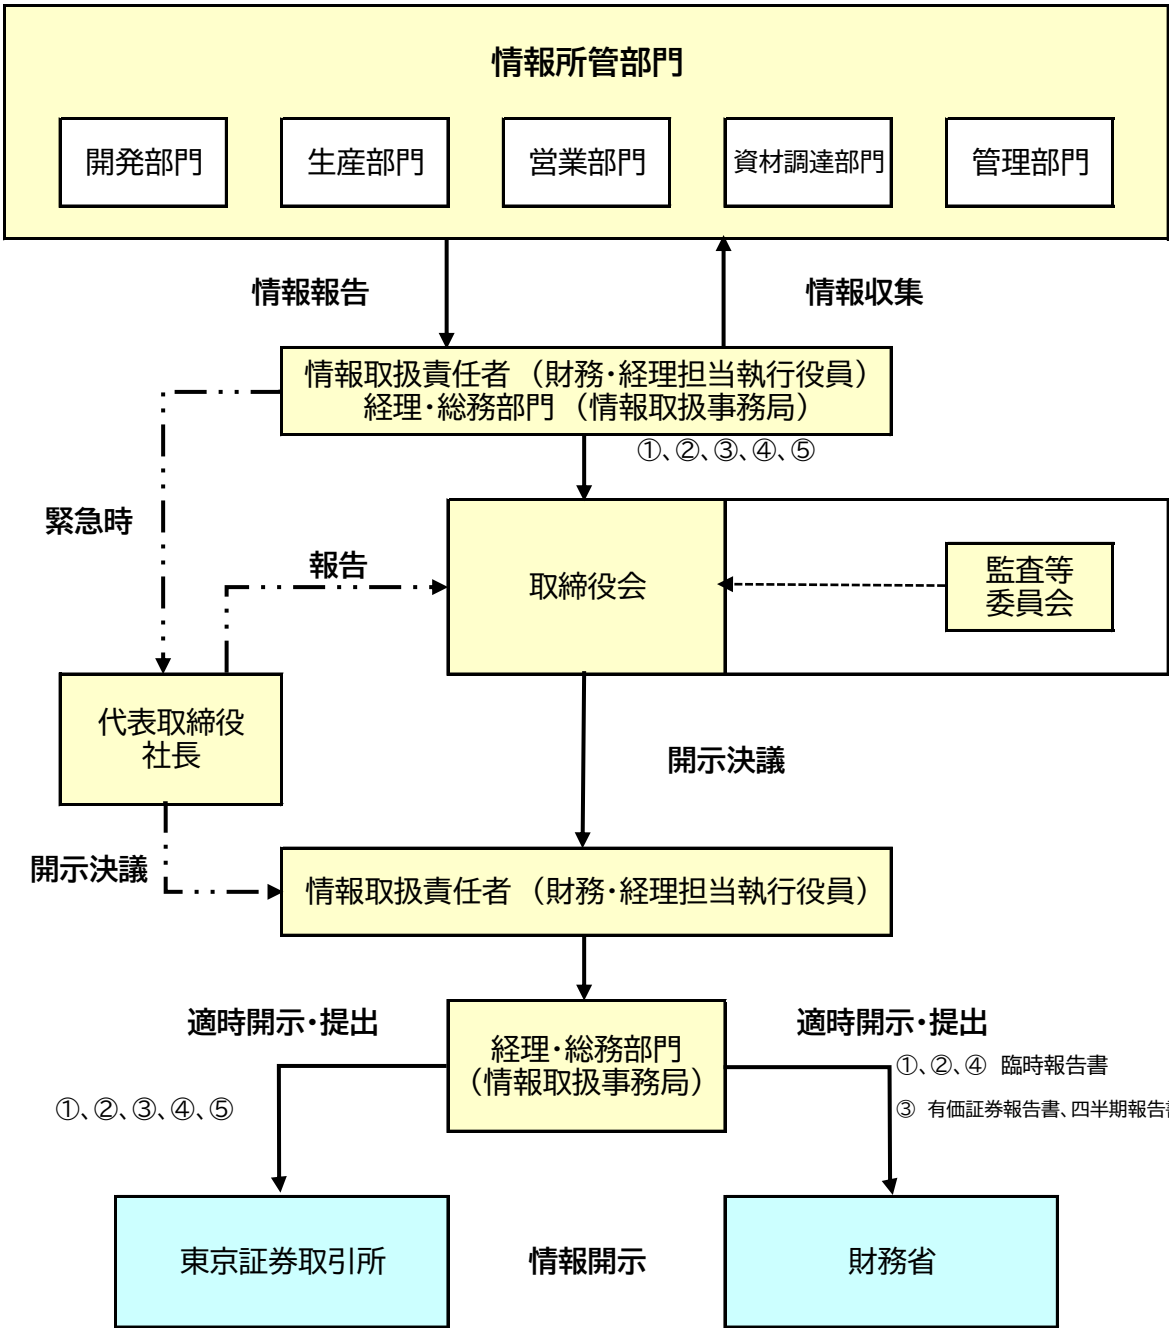 情報所管部門
開発部門
生産部門
営業部門
資材調達部門
管理部門
情報報告
情報収集
情報取扱責任者（財務・経理担当執行役員）
経理・総務部門（情報取扱事務局）
①、②、③、④、⑤
緊急時
報告
取締役会
監査等
委員会
代表取締役
社長
開示決議
開示決議
情報取扱責任者（財務・経理担当執行役員）
適時開示・提出
適時開示・提出
経理・総務部門
（情報取扱事務局）
①、②、④ 臨時報告書
①、②、③、④、⑤
③ 有価証券報告書、四半期報告
東京証券取引所
情報開示
財務省